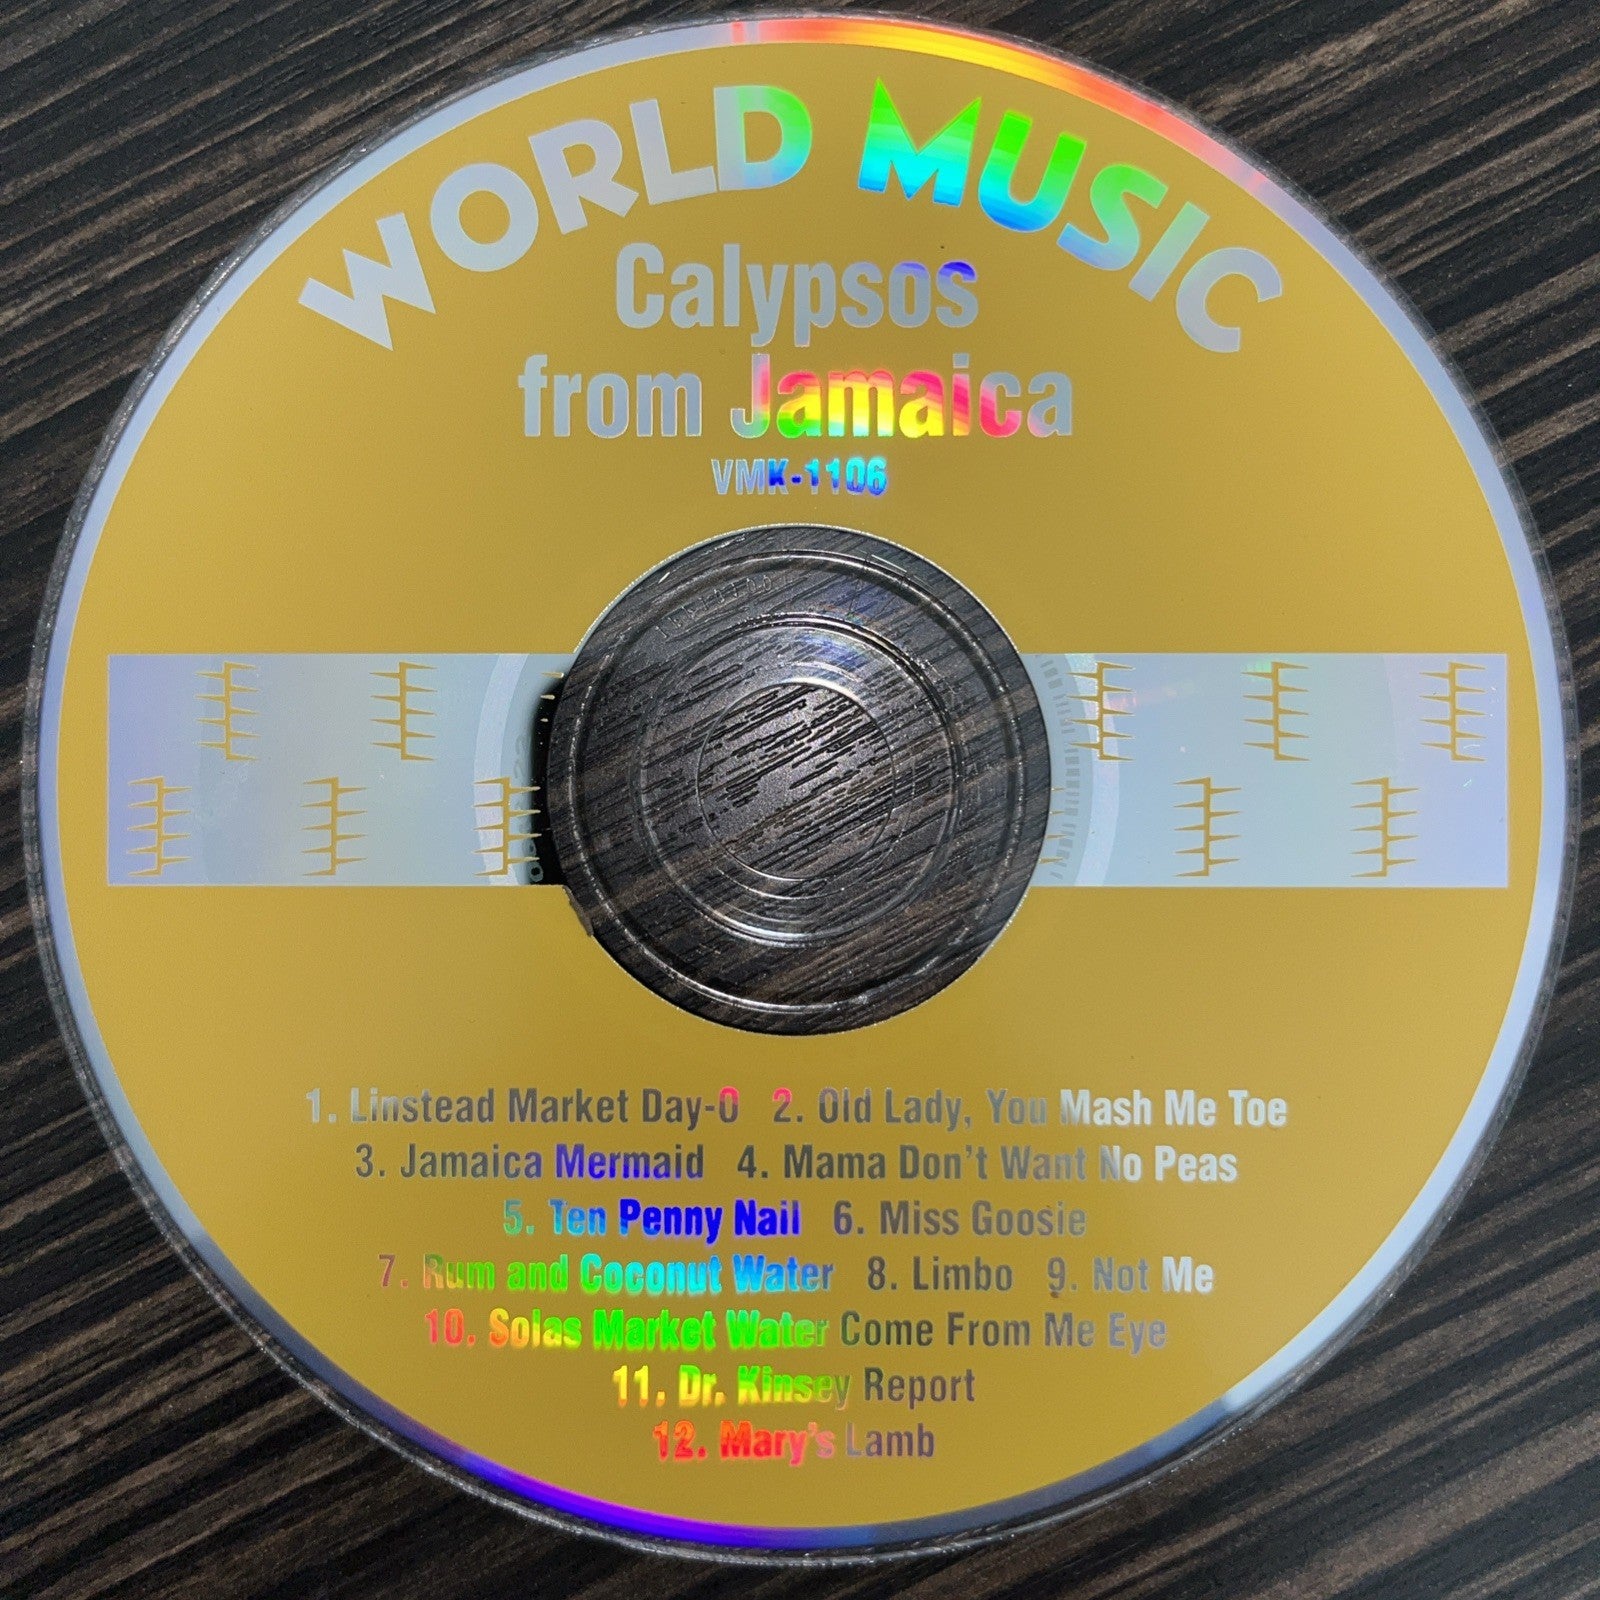 WORLD MUSIC
Calypsos
from Jamaica
VMK-1106
1. Linstead Market Day-O 2. Old Lady, You Mash Me Toe
3. Jamaica Mermaid 4. Mama Don't Want No Peas
5. Ten Penny Nail 6. Miss Goosie
7. Rum and Coconut Water 8. Limbo 9. Not Me
10. Solas Market Water Come From Me Eye
11. Dr. Kinsey Report
12. Mary's Lamb